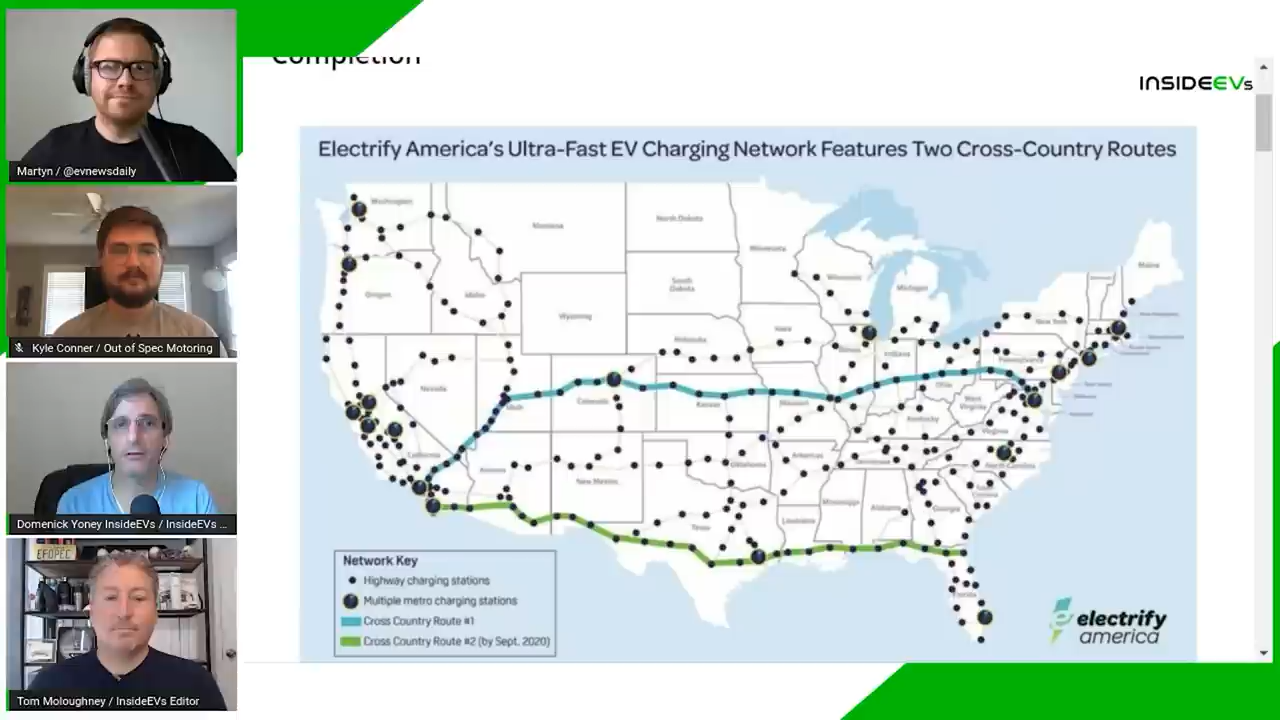 Completion
INSIDEEVs
Electrify America's Ultra-Fast EV Charging Network Features Two Cross-Country Routes
Washington
Montana
North Dakota
Minnesota
Maine
Oregon
Idaho
South
Dakota
Wisconsin
Michigan
Wyoming
New York
Iowa
Nebraska
Illinois
Indiana
Pennsylvania
Nevada
Utah
Colorado
Kansas
Missouri
Ohio
West
Virginia
Kentucky
Virginia
California
Arizona
New Mexico
Oklahoma
Arkansas
Tennessee
North Carolina
South
Carolina
Mississippi
Alabama
Georgia
Texas
Louisiana
Florida
Network Key
Highway charging stations
Multiple metro charging stations
Cross Country Route #1
Cross Country Route #2 (by Sept. 2020)
electrify
america
Martyn / @evnewsdaily
Kyle Conner / Out of Spec Motoring
Domenick Yoney InsideEVs / InsideEVs ...
EFOPEC
Tom Moloughney / InsideEVs Editor